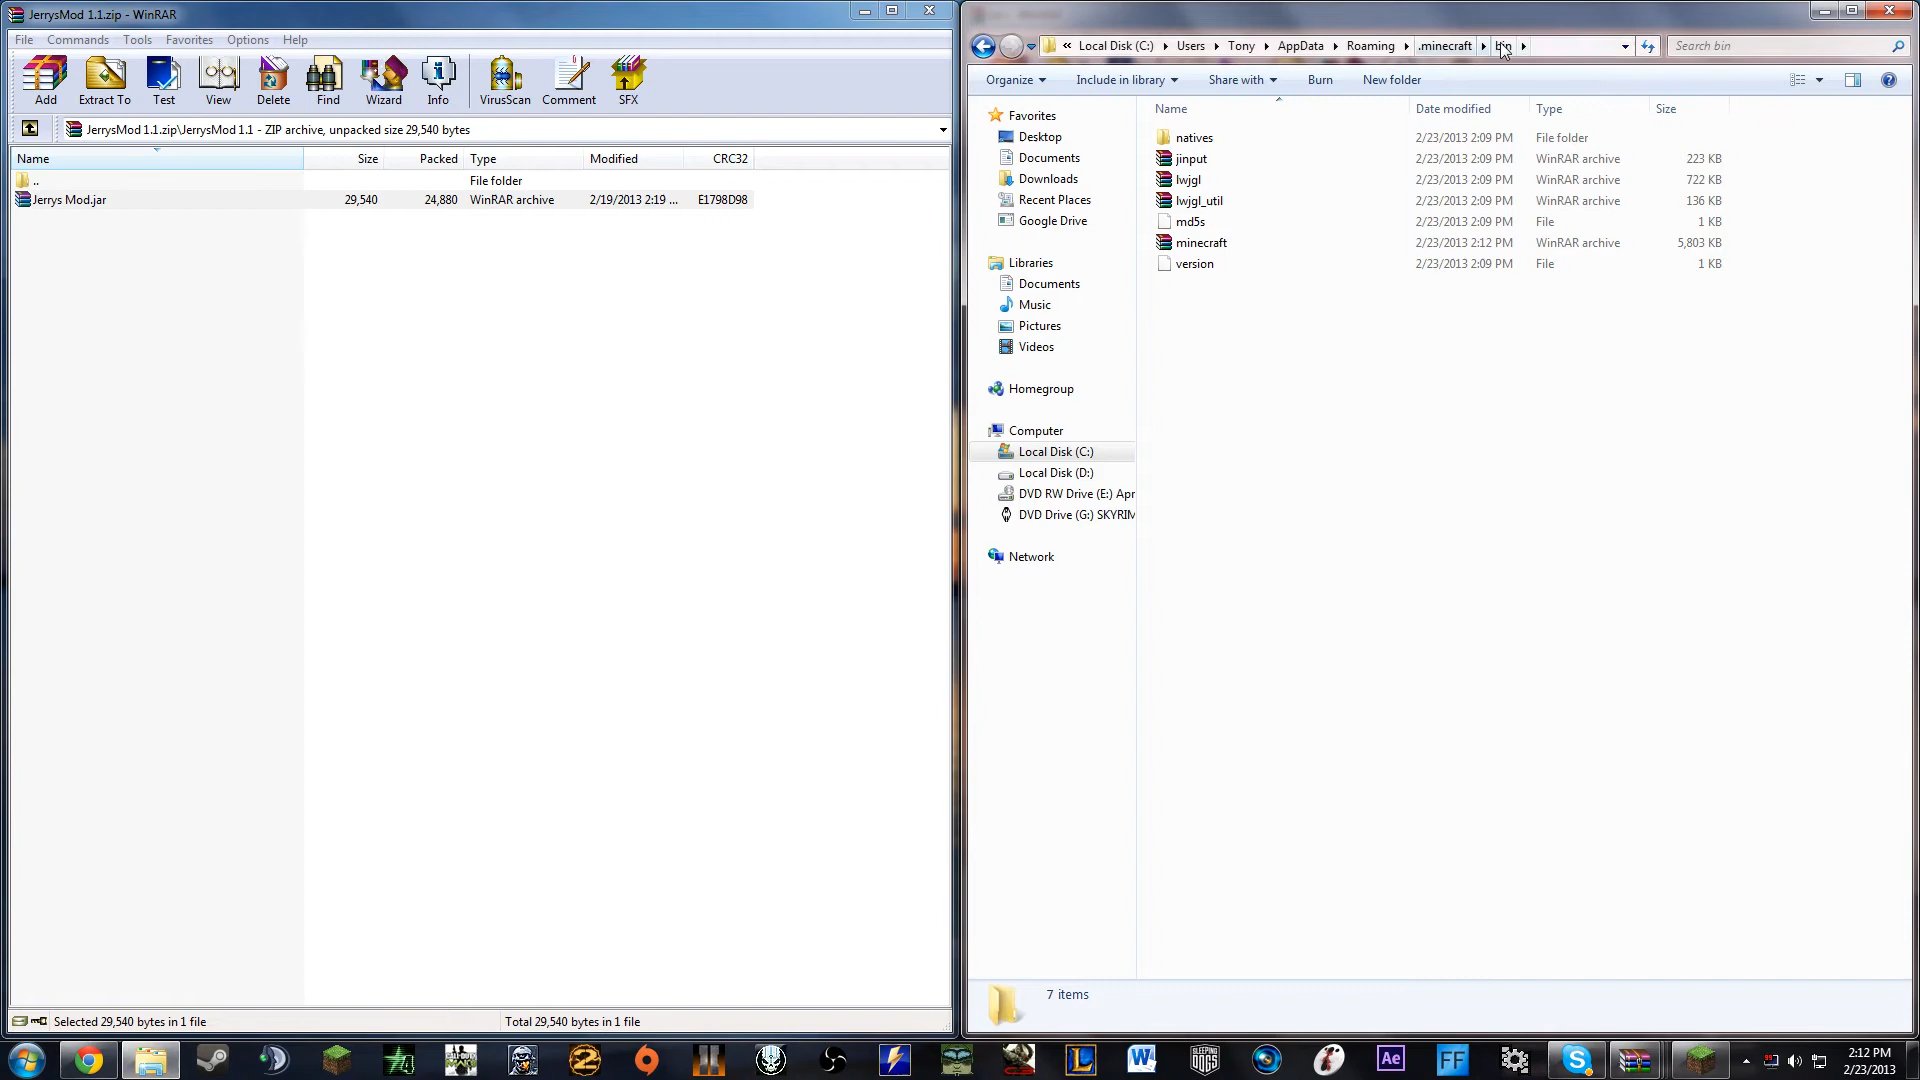 JerrysMod 1.1.zip - WinRAR
File Commands Tools Favorites Options Help
Add Extract To Test View Delete Find Wizard Info VirusScan Comment SFX
JerrysMod 1.1.zip\JerrysMod 1.1 - ZIP archive, unpacked size 29,540 bytes
Name Size Packed Type Modified CRC32
.. File folder
Jerrys Mod.jar 29,540 24,880 WinRAR archive 2/19/2013 2:19 ... E1798D98
Selected 29,540 bytes in 1 file Total 29,540 bytes in 1 file
« Local Disk (C:) Users Tony AppData Roaming .minecraft bin Search bin
Organize Include in library Share with Burn New folder
Favorites
Desktop
Documents
Downloads
Recent Places
Google Drive
Libraries
Documents
Music
Pictures
Videos
Homegroup
Computer
Local Disk (C:)
Local Disk (D:)
DVD RW Drive (E:) Apr
DVD Drive (G:) SKYRIM
Network
Name Date modified Type Size
natives 2/23/2013 2:09 PM File folder
jinput 2/23/2013 2:09 PM WinRAR archive 223 KB
lwjgl 2/23/2013 2:09 PM WinRAR archive 722 KB
lwjgl_util 2/23/2013 2:09 PM WinRAR archive 136 KB
md5s 2/23/2013 2:09 PM File 1 KB
minecraft 2/23/2013 2:12 PM WinRAR archive 5,803 KB
version 2/23/2013 2:09 PM File 1 KB
7 items
2:12 PM
2/23/2013